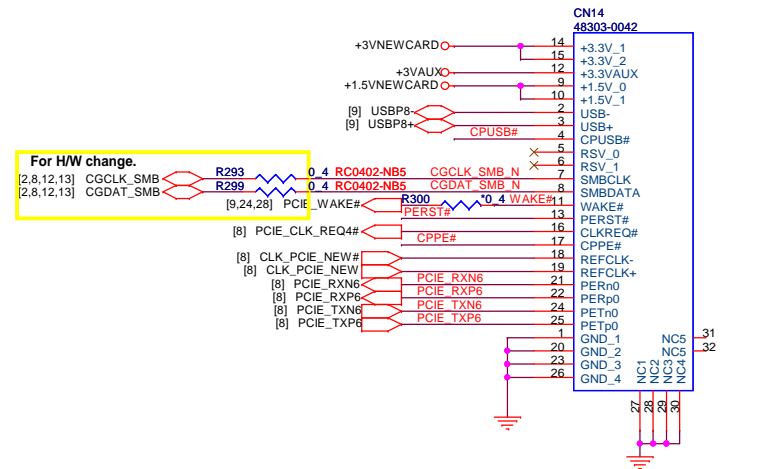 CN14
48303-0042
+3VNEWCARD 14 +3.3V_1
15 +3.3V_2
+3VAUX 12 +3.3VAUX
+1.5VNEWCARD 9 +1.5V_0
10 +1.5V_1
[9] USBP8- 2 USB-
[9] USBP8+ 3 USB+
CPUSB# 4 CPUSB#
5 RSV_0
6 RSV_1
For H/W change.
[2,8,12,13] CGCLK_SMB R293 0_4 RC0402-NB5 CGCLK_SMB_N 7 SMBCLK
[2,8,12,13] CGDAT_SMB R299 0_4 RC0402-NB5 CGDAT_SMB_N 8 SMBDATA
[9,24,28] PCIE_WAKE# R300 *0_4 WAKE# 11 WAKE#
PERST# 13 PERST#
[8] PCIE_CLK_REQ4# 16 CLKREQ#
CPPE# 17 CPPE#
[8] CLK_PCIE_NEW# 18 REFCLK-
[8] CLK_PCIE_NEW 19 REFCLK+
[8] PCIE_RXN6 PCIE_RXN6 21 PERn0
[8] PCIE_RXP6 PCIE_RXP6 22 PERp0
[8] PCIE_TXN6 PCIE_TXN6 24 PETn0
[8] PCIE_TXP6 PCIE_TXP6 25 PETp0
1 GND_1 NC5 31
20 GND_2 NC5 32
23 GND_3
26 GND_4
NC1 NC2 NC3 NC4
27 28 29 30